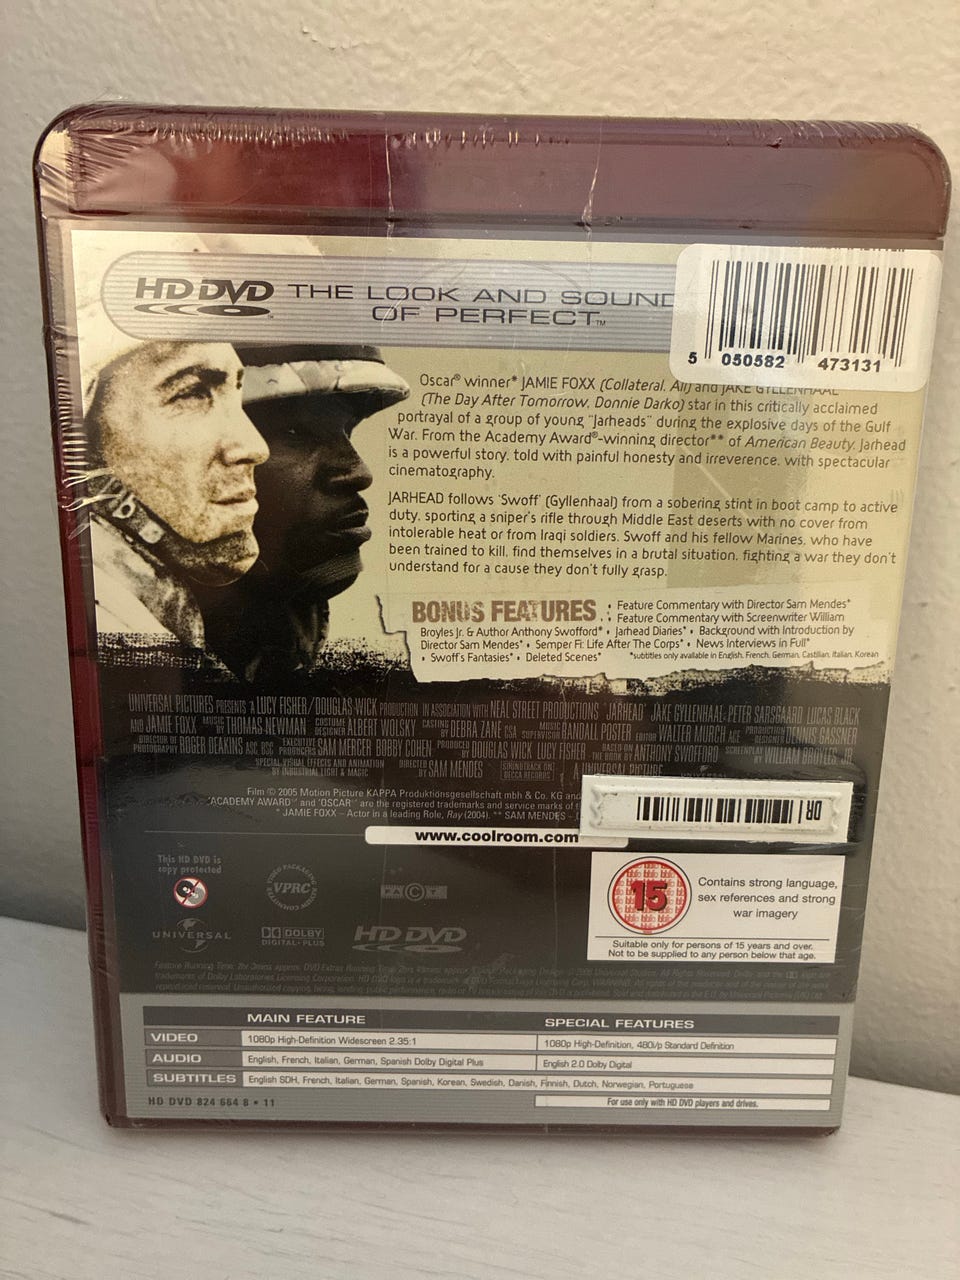 HD DVD THE LOOK AND SOUND
OF PERFECT™
5 050582 473131
Oscar® winner* JAMIE FOXX (Collateral, Ali) and JAKE GYLLENHAAL
(The Day After Tomorrow, Donnie Darko) star in this critically acclaimed
portrayal of a group of young "Jarheads" during the explosive days of the Gulf
War. From the Academy Award®-winning director** of American Beauty, Jarhead
is a powerful story, told with painful honesty and irreverence, with spectacular
cinematography.
JARHEAD follows 'Swoff' (Gyllenhaal) from a sobering stint in boot camp to active
duty, sporting a sniper's rifle through Middle East deserts with no cover from
intolerable heat or from Iraqi soldiers. Swoff and his fellow Marines, who have
been trained to kill, find themselves in a brutal situation, fighting a war they don't
understand for a cause they don't fully grasp.
BONUS FEATURES : • Feature Commentary with Director Sam Mendes*
• Feature Commentary with Screenwriter William
Broyles Jr. & Author Anthony Swofford* • Jarhead Diaries* • Background with Introduction by
Director Sam Mendes* • Semper Fi: Life After The Corps* • News Interviews in Full*
• Swoff's Fantasies* • Deleted Scenes* *subtitles only available in English, French, German, Castilian, Italian, Korean
UNIVERSAL PICTURES PRESENTS A LUCY FISHER/DOUGLAS WICK PRODUCTION IN ASSOCIATION WITH NEAL STREET PRODUCTIONS 'JARHEAD' JAKE GYLLENHAAL PETER SARSGAARD LUCAS BLACK
AND JAMIE FOXX MUSIC BY THOMAS NEWMAN COSTUME DESIGNER ALBERT WOLSKY CASTING BY DEBRA ZANE CSA MUSIC SUPERVISOR RANDALL POSTER EDITOR WALTER MURCH ACE PRODUCTION DESIGNER DENNIS GASSNER
DIRECTOR OF PHOTOGRAPHY ROGER DEAKINS ASC BSC EXECUTIVE PRODUCERS SAM MERCER BOBBY COHEN PRODUCED BY DOUGLAS WICK LUCY FISHER BASED ON THE BOOK BY ANTHONY SWOFFORD SCREENPLAY BY WILLIAM BROYLES JR.
SPECIAL VISUAL EFFECTS AND ANIMATION BY INDUSTRIAL LIGHT & MAGIC DIRECTED BY SAM MENDES SOUNDTRACK ON DECCA RECORDS A UNIVERSAL PICTURE UNIVERSAL
Film © 2005 Motion Picture KAPPA Produktionsgesellschaft mbh & Co. KG and
'ACADEMY AWARD'® and 'OSCAR'® are the registered trademarks and service marks of
* JAMIE FOXX – Actor in a leading Role, Ray (2004). ** SAM MENDES -
DR
www.coolroom.com
This HD DVD is
copy protected
VIDEO PACKAGING REVIEW COMMITTEE
VPRC
UNIVERSAL
DOLBY
DIGITAL PLUS
HD DVD
15
Contains strong language,
sex references and strong
war imagery
Suitable only for persons of 15 years and over.
Not to be supplied to any person below that age.
MAIN FEATURE SPECIAL FEATURES
VIDEO 1080p High-Definition Widescreen 2.35:1 1080p High-Definition, 480i/p Standard Definition
AUDIO English, French, Italian, German, Spanish Dolby Digital Plus English 2.0 Dolby Digital
SUBTITLES English SDH, French, Italian, German, Spanish, Korean, Swedish, Danish, Finnish, Dutch, Norwegian, Portuguese
HD DVD 824 664 8 • 11 For use only with HD DVD players and drives.